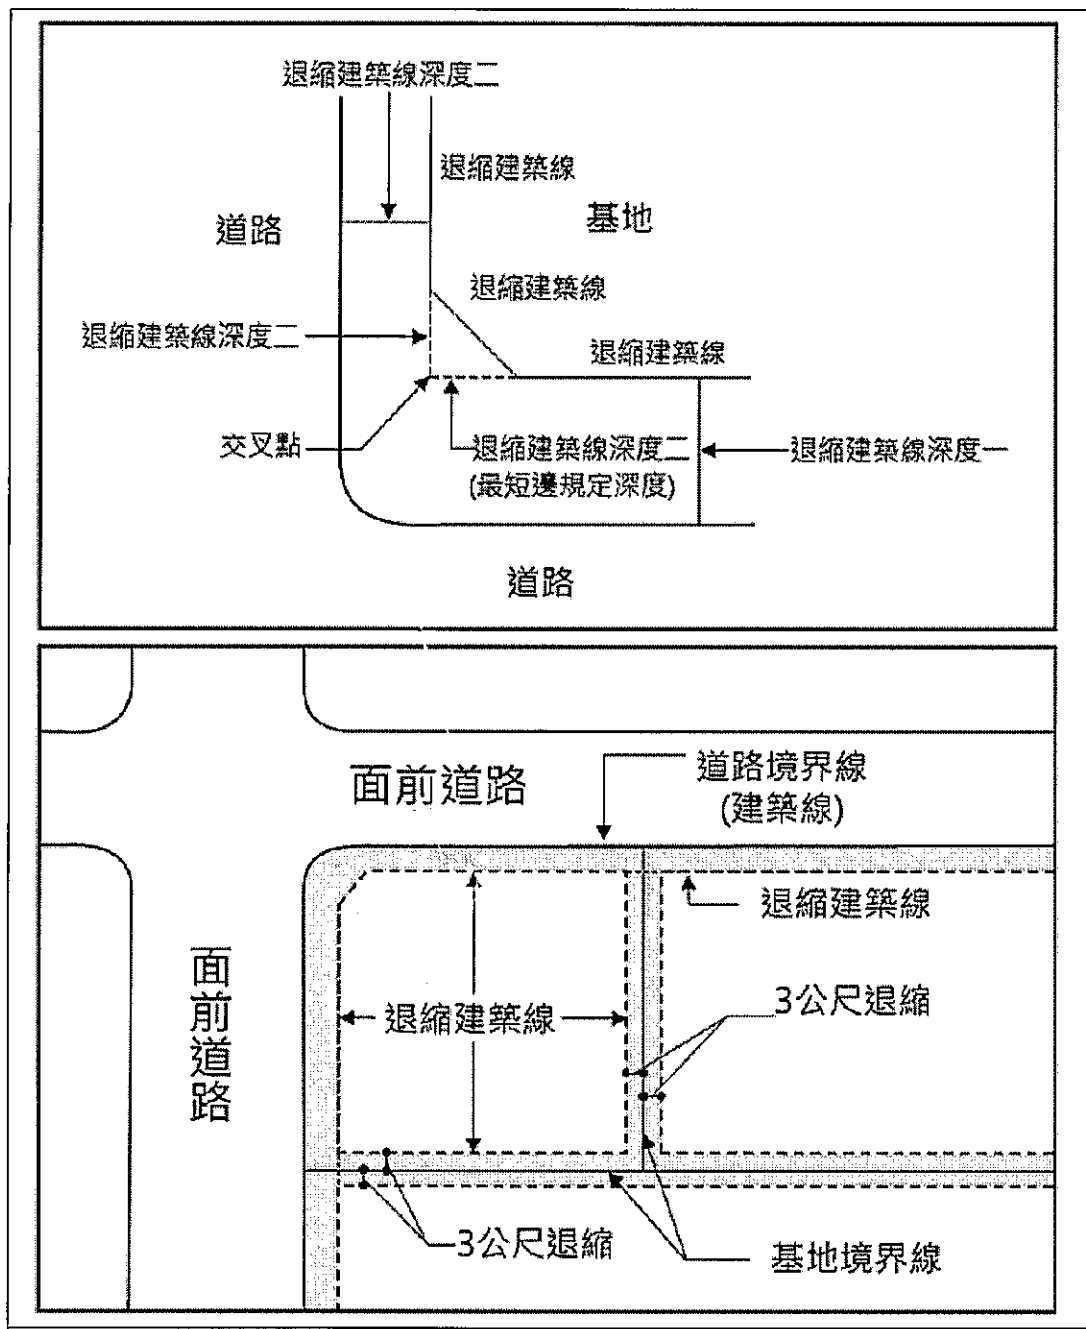 退縮建築線深度二
退縮建築線
道路
基地
退縮建築線
退縮建築線深度二
退縮建築線
交叉點
退縮建築線深度二
(最短邊規定深度)
退縮建築線深度一
道路
面前道路
道路境界線
(建築線)
退縮建築線
面前道路
3公尺退縮
退縮建築線
3公尺退縮
基地境界線